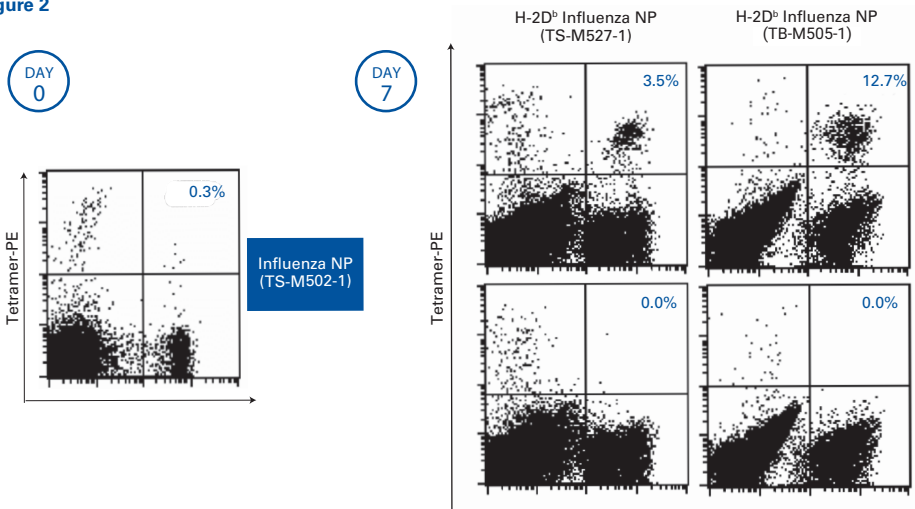 gure 2
H-2Dᵇ Influenza NP
(TS-M527-1)
H-2Dᵇ Influenza NP
(TB-M505-1)
DAY
0
DAY
7
3.5%
12.7%
0.3%
Tetramer-PE
Influenza NP
(TS-M502-1)
Tetramer-PE
0.0%
0.0%